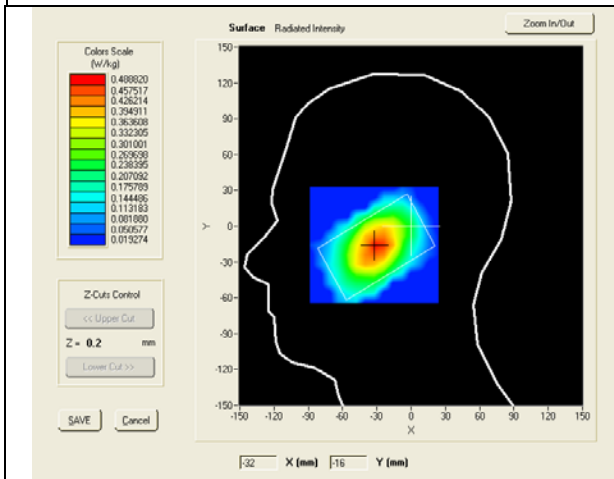 Surface Radiated Intensity
Zoom In/Out
Colors Scale
(W/kg)
0.488820
0.457517
0.426214
0.394911
0.363608
0.332305
0.301001
0.269698
0.238395
0.207092
0.175789
0.144486
0.113183
0.081880
0.050577
0.019274
Z-Cuts Control
<< Upper Cut
Z = 0.2 mm
Lower Cut >>
SAVE Cancel
150-
120-
90-
60-
30-
Y 0-
-30-
-60-
-90-
-120-
-150-
-150 -120 -90 -60 -30 0 30 60 90 120 150
X
-32 X (mm) -16 Y (mm)